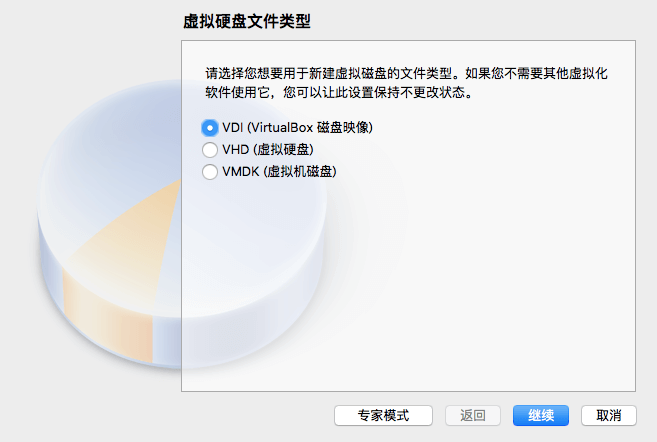 虚拟硬盘文件类型
请选择您想要用于新建虚拟磁盘的文件类型。如果您不需要其他虚拟化
软件使用它，您可以让此设置保持不更改状态。
VDI (VirtualBox 磁盘映像)
VHD (虚拟硬盘)
VMDK (虚拟机磁盘)
专家模式 返回 继续 取消